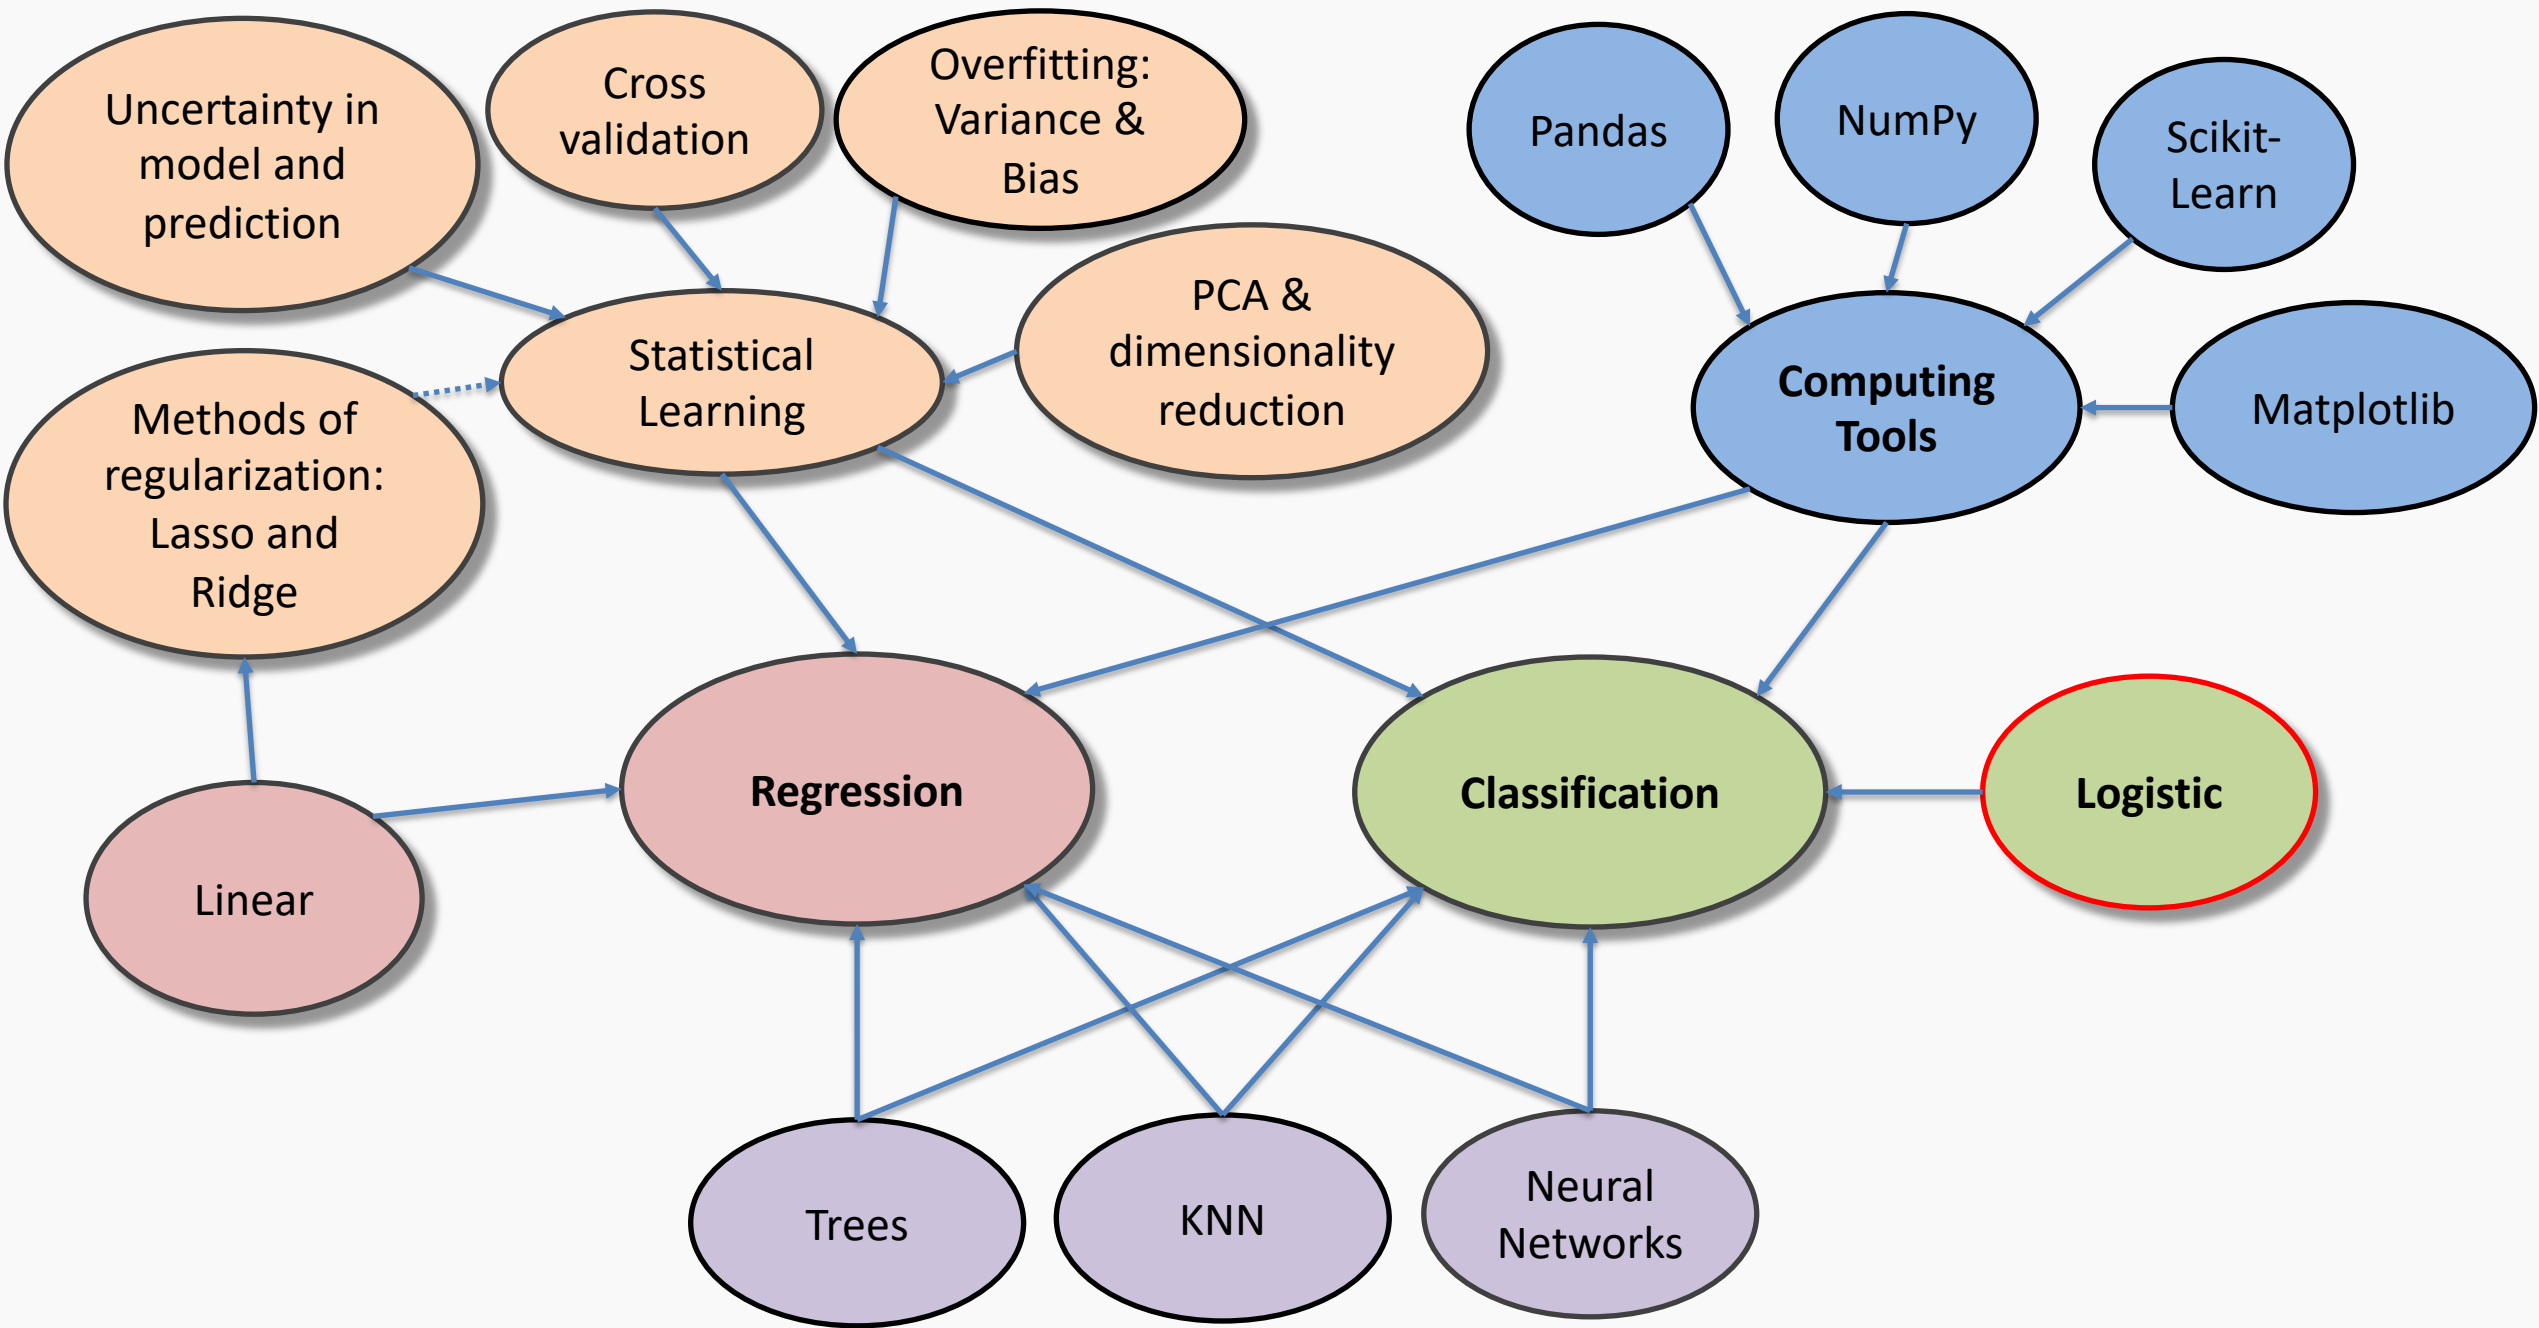 Uncertainty in
model and
prediction
Cross
validation
Overfitting:
Variance &
Bias
Pandas
NumPy
Scikit-
Learn
PCA &
dimensionality
reduction
Statistical
Learning
Computing
Tools
Matplotlib
Methods of
regularization:
Lasso and
Ridge
Regression
Classification
Logistic
Linear
Trees
KNN
Neural
Networks